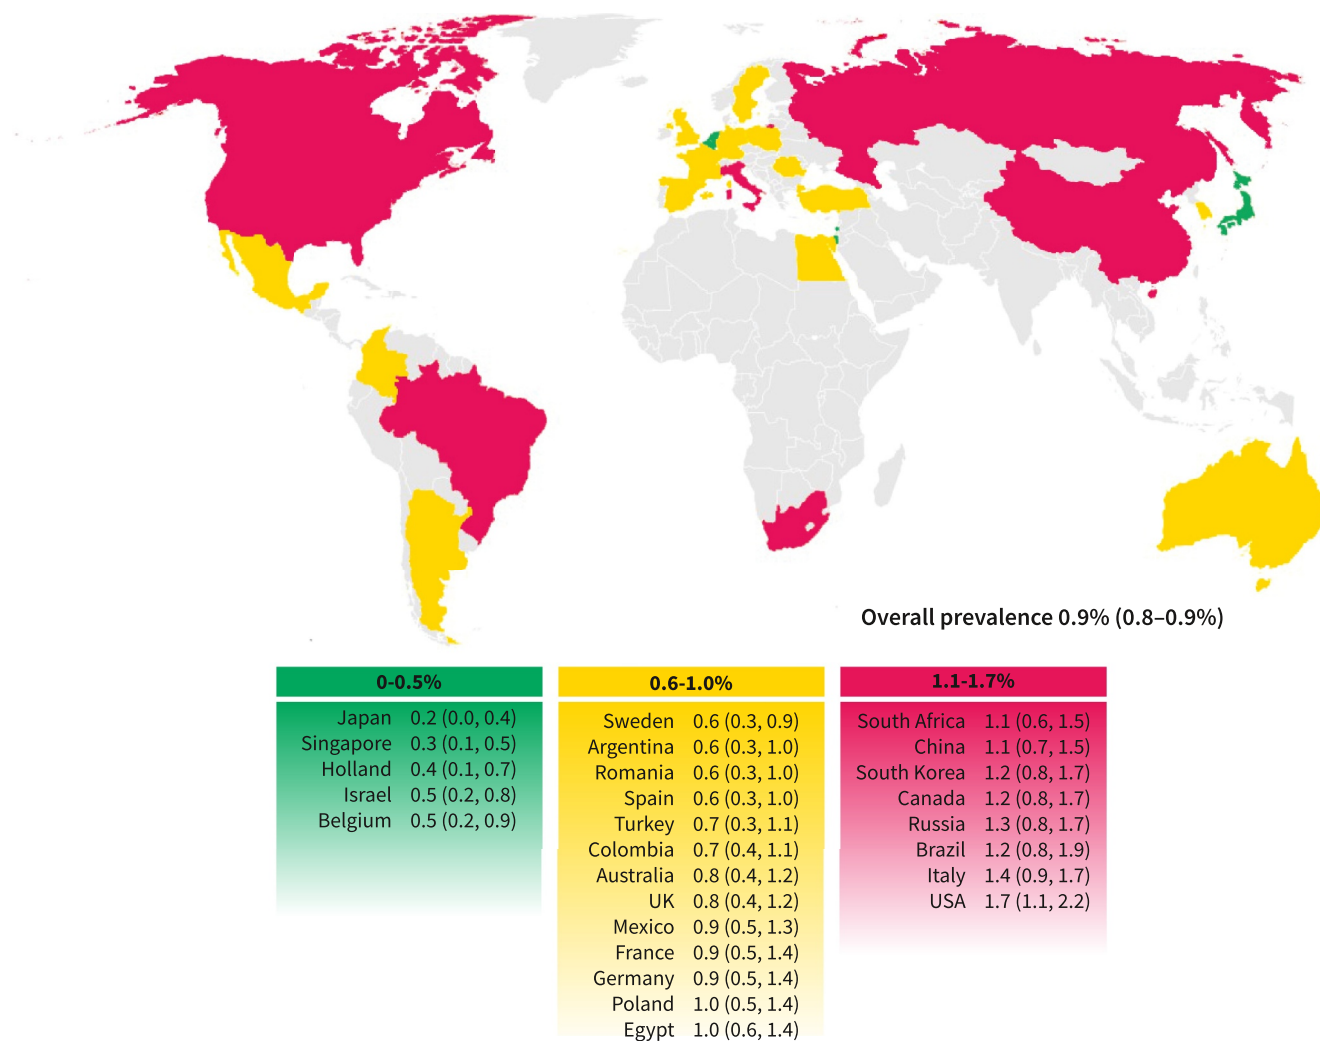 Overall prevalence 0.9% (0.8–0.9%)
0-0.5%
Japan 0.2 (0.0, 0.4)
Singapore 0.3 (0.1, 0.5)
Holland 0.4 (0.1, 0.7)
Israel 0.5 (0.2, 0.8)
Belgium 0.5 (0.2, 0.9)
0.6-1.0%
Sweden 0.6 (0.3, 0.9)
Argentina 0.6 (0.3, 1.0)
Romania 0.6 (0.3, 1.0)
Spain 0.6 (0.3, 1.0)
Turkey 0.7 (0.3, 1.1)
Colombia 0.7 (0.4, 1.1)
Australia 0.8 (0.4, 1.2)
UK 0.8 (0.4, 1.2)
Mexico 0.9 (0.5, 1.3)
France 0.9 (0.5, 1.4)
Germany 0.9 (0.5, 1.4)
Poland 1.0 (0.5, 1.4)
Egypt 1.0 (0.6, 1.4)
1.1-1.7%
South Africa 1.1 (0.6, 1.5)
China 1.1 (0.7, 1.5)
South Korea 1.2 (0.8, 1.7)
Canada 1.2 (0.8, 1.7)
Russia 1.3 (0.8, 1.7)
Brazil 1.2 (0.8, 1.9)
Italy 1.4 (0.9, 1.7)
USA 1.7 (1.1, 2.2)